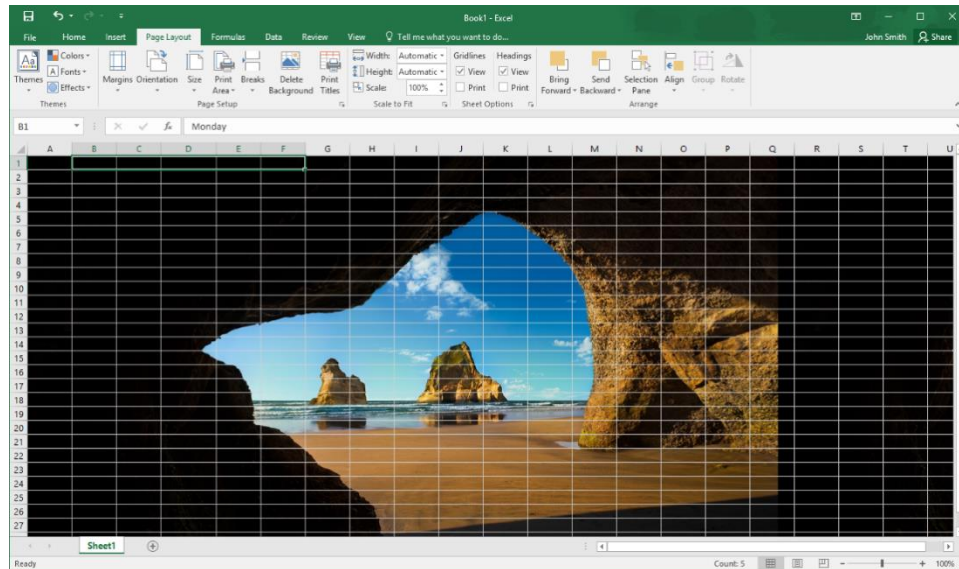 Book1 - Excel
John Smith Share
File Home Insert Page Layout Formulas Data Review View Tell me what you want to do...
Colors Width: Automatic Gridlines Headings
Aa A Fonts Height: Automatic View View
Themes Effects Margins Orientation Size Print Area Breaks Delete Background Print Titles Scale: 100% Print Print Bring Forward Send Backward Selection Pane Align Group Rotate
Themes Page Setup Scale to Fit Sheet Options Arrange
B1 fx Monday
A B C D E F G H I J K L M N O P Q R S T U
1
2
3
4
5
6
7
8
9
10
11
12
13
14
15
16
17
18
19
20
21
22
23
24
25
26
27
Sheet1
Ready Count: 5 100%